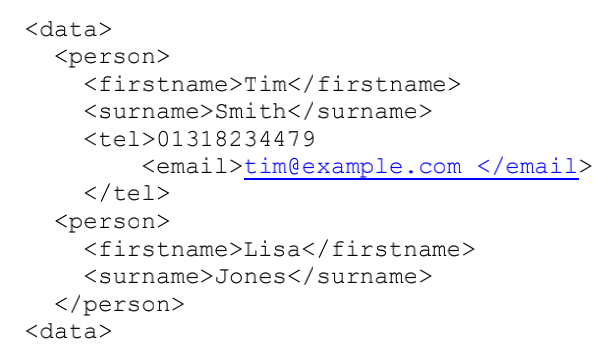 <data>
<person>
<firstname>Tim</firstname>
<surname>Smith</surname>
<tel>01318234479
<email>tim@example.com </email>
</tel>
<person>
<firstname>Lisa</firstname>
<surname>Jones</surname>
</person>
<data>